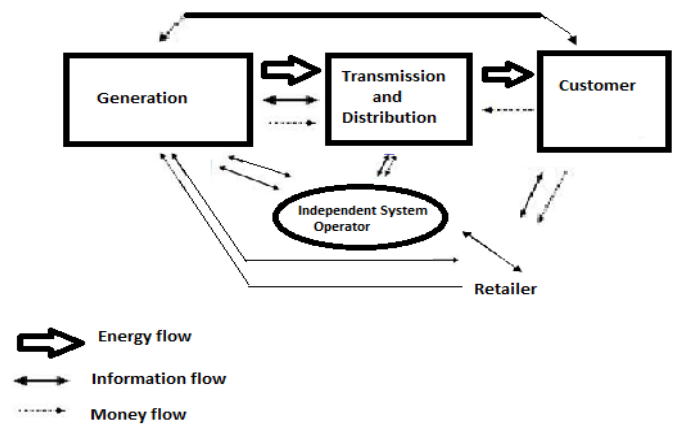 Generation
Transmission
and
Distribution
Customer
Independent System
Operator
Retailer
Energy flow
Information flow
Money flow